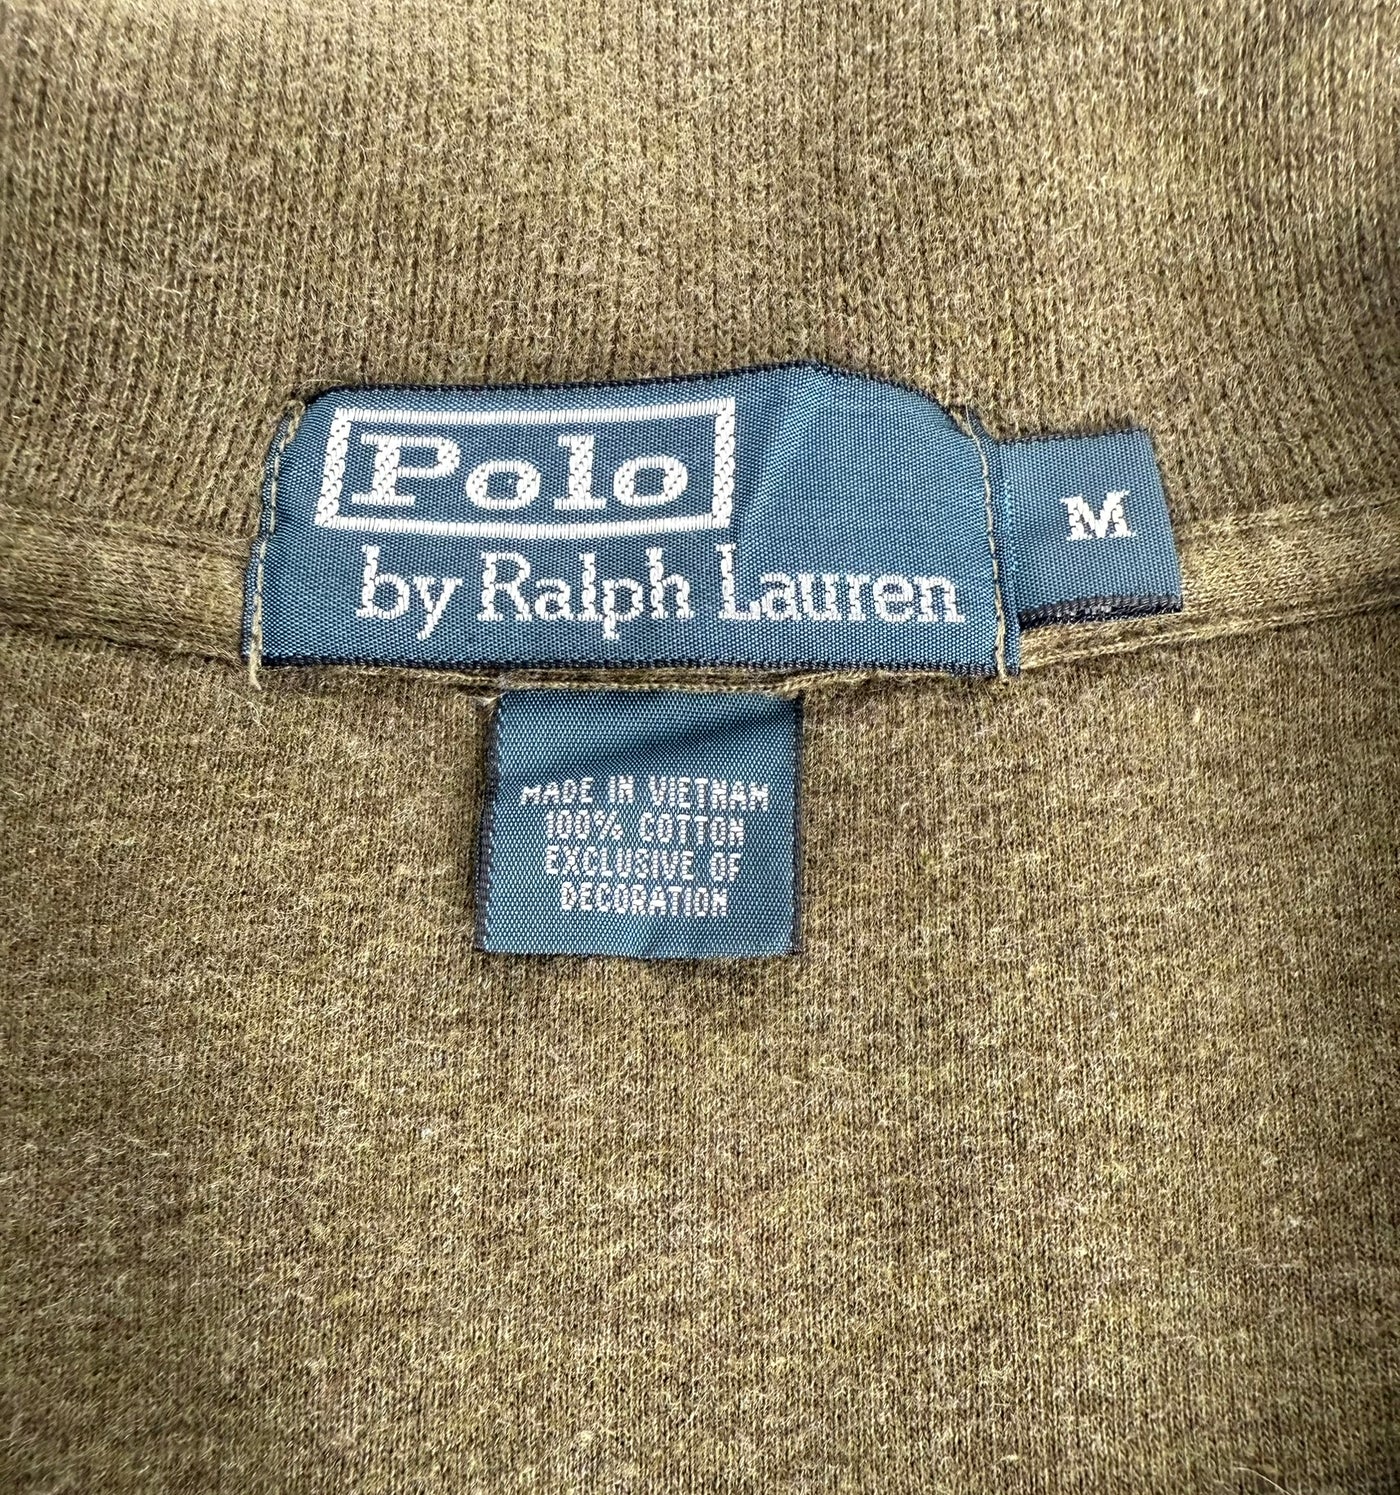 Polo
by Ralph Lauren
M
MADE IN VIETNAM
100% COTTON
EXCLUSIVE OF
DECORATION